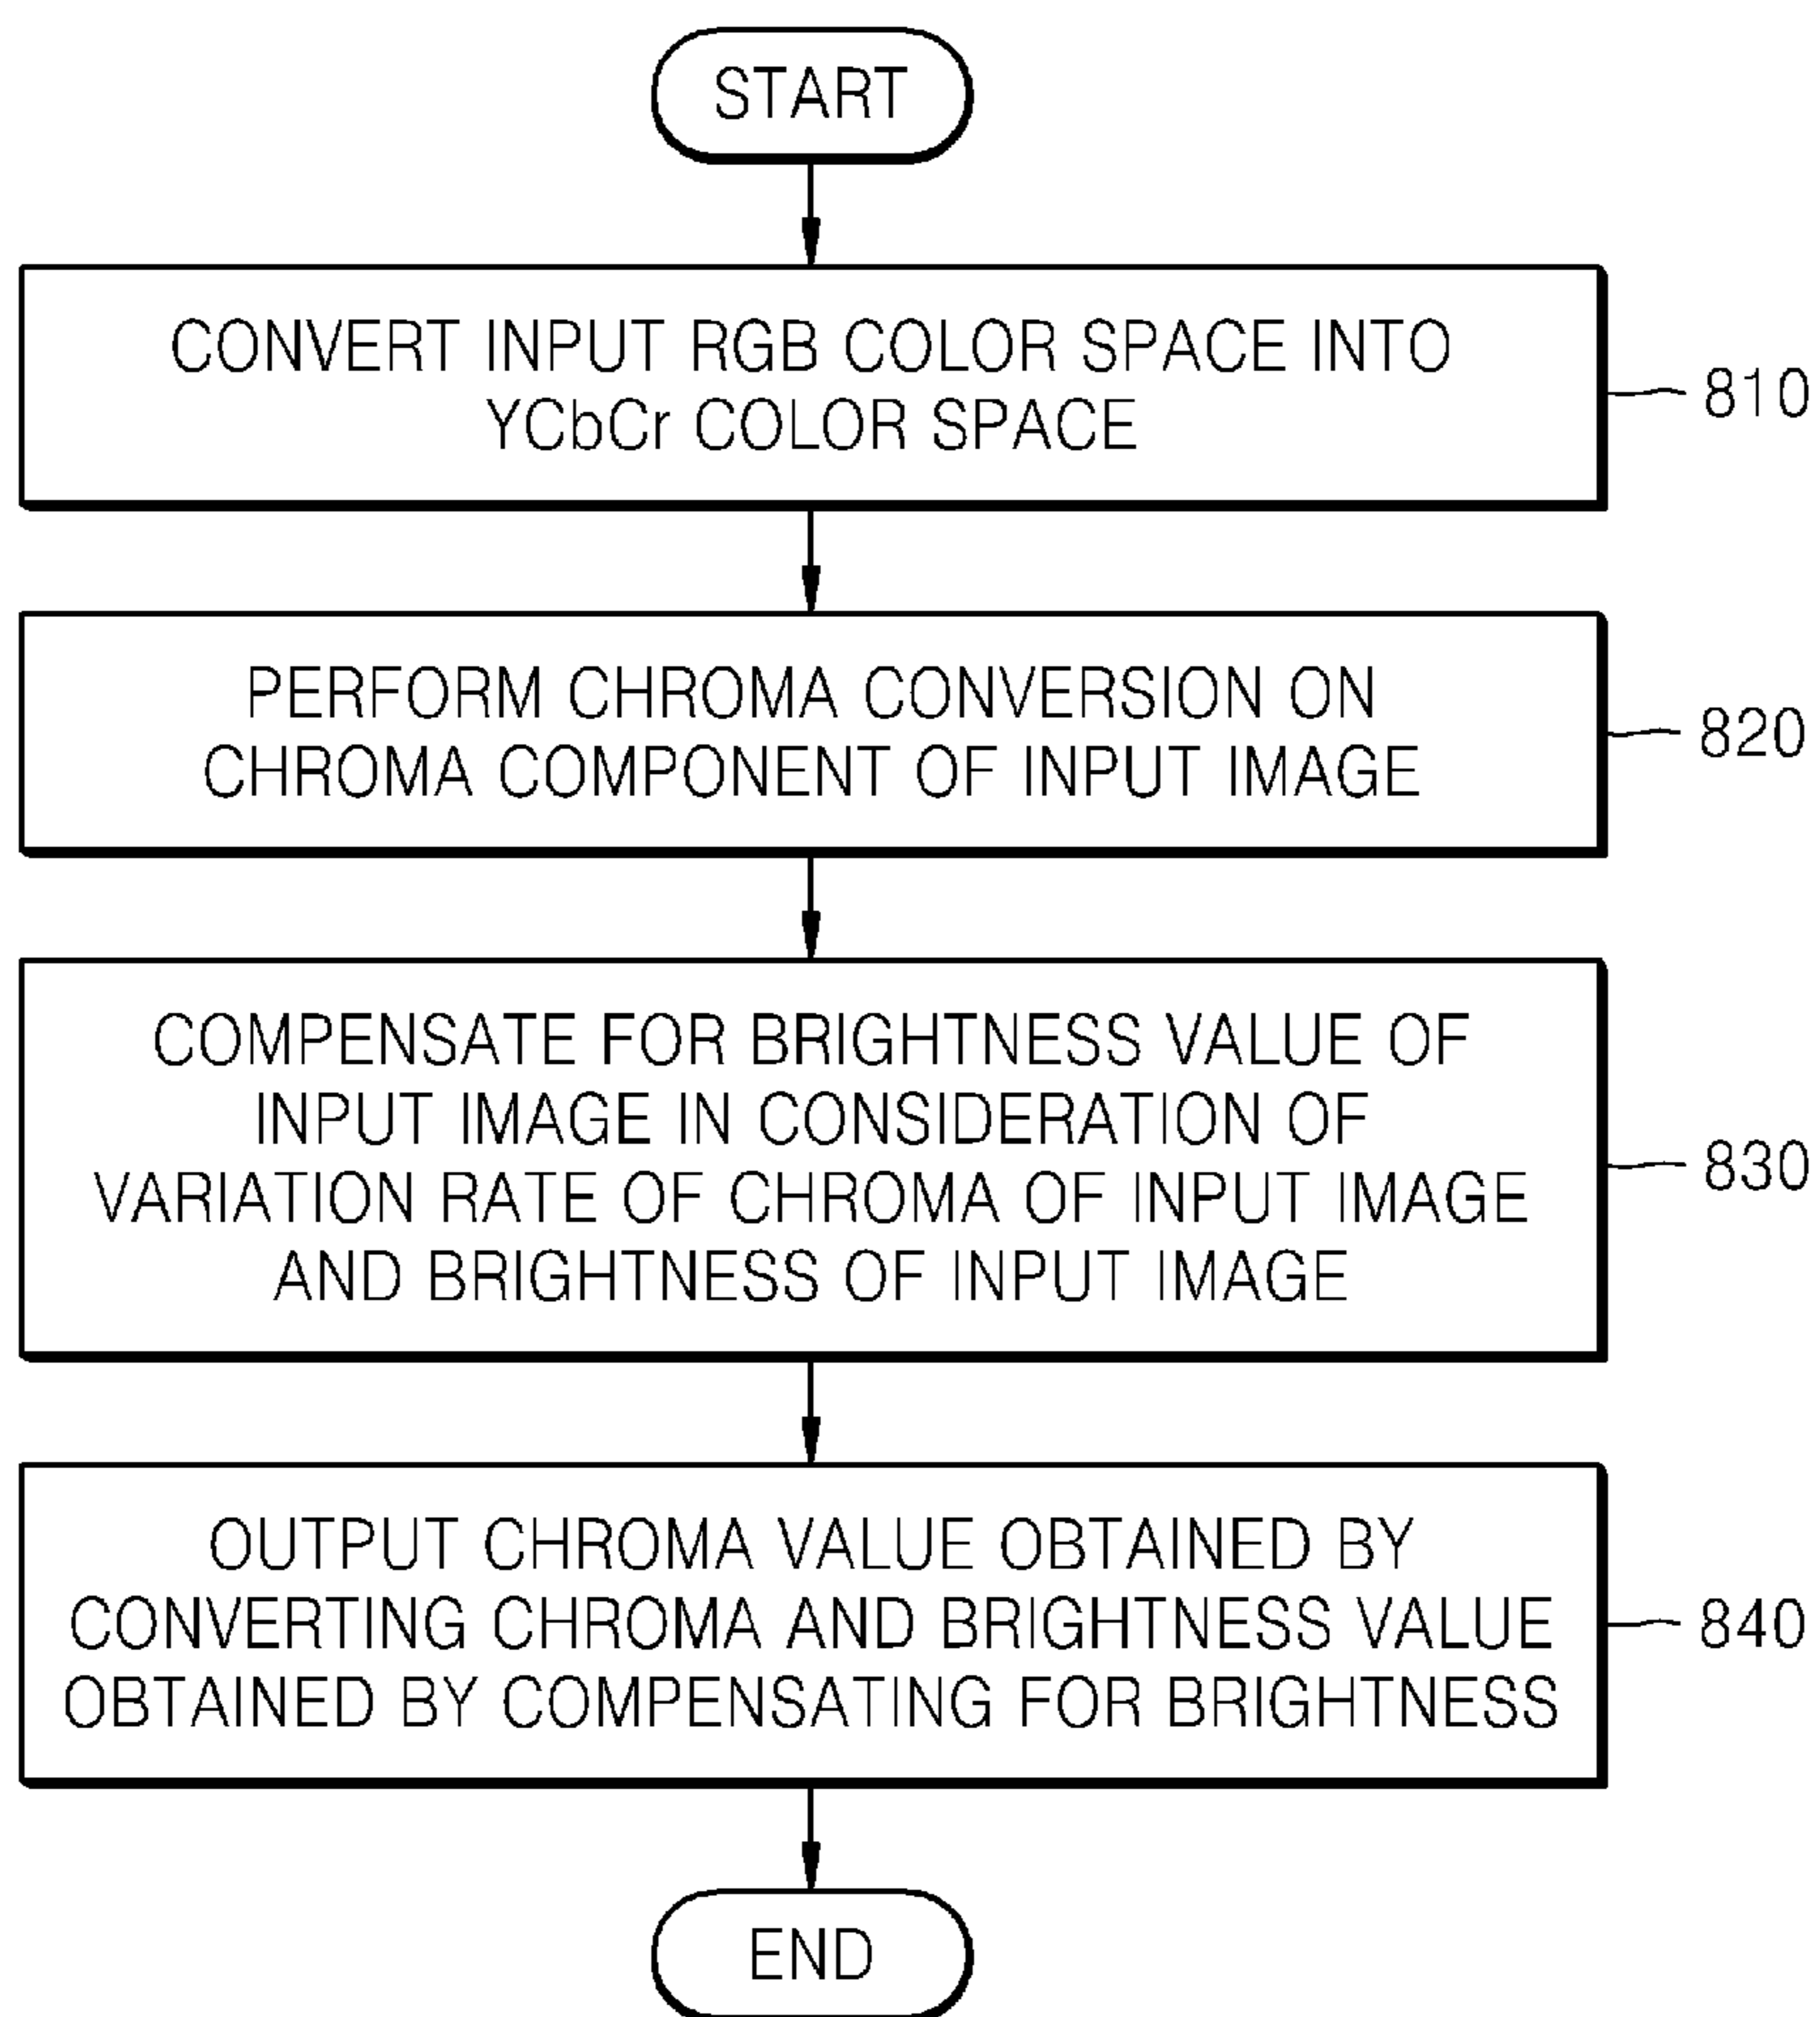 START
CONVERT INPUT RGB COLOR SPACE INTO
YCbCr COLOR SPACE
810
PERFORM CHROMA CONVERSION ON
CHROMA COMPONENT OF INPUT IMAGE
820
COMPENSATE FOR BRIGHTNESS VALUE OF
INPUT IMAGE IN CONSIDERATION OF
VARIATION RATE OF CHROMA OF INPUT IMAGE
AND BRIGHTNESS OF INPUT IMAGE
830
OUTPUT CHROMA VALUE OBTAINED BY
CONVERTING CHROMA AND BRIGHTNESS VALUE
OBTAINED BY COMPENSATING FOR BRIGHTNESS
840
END